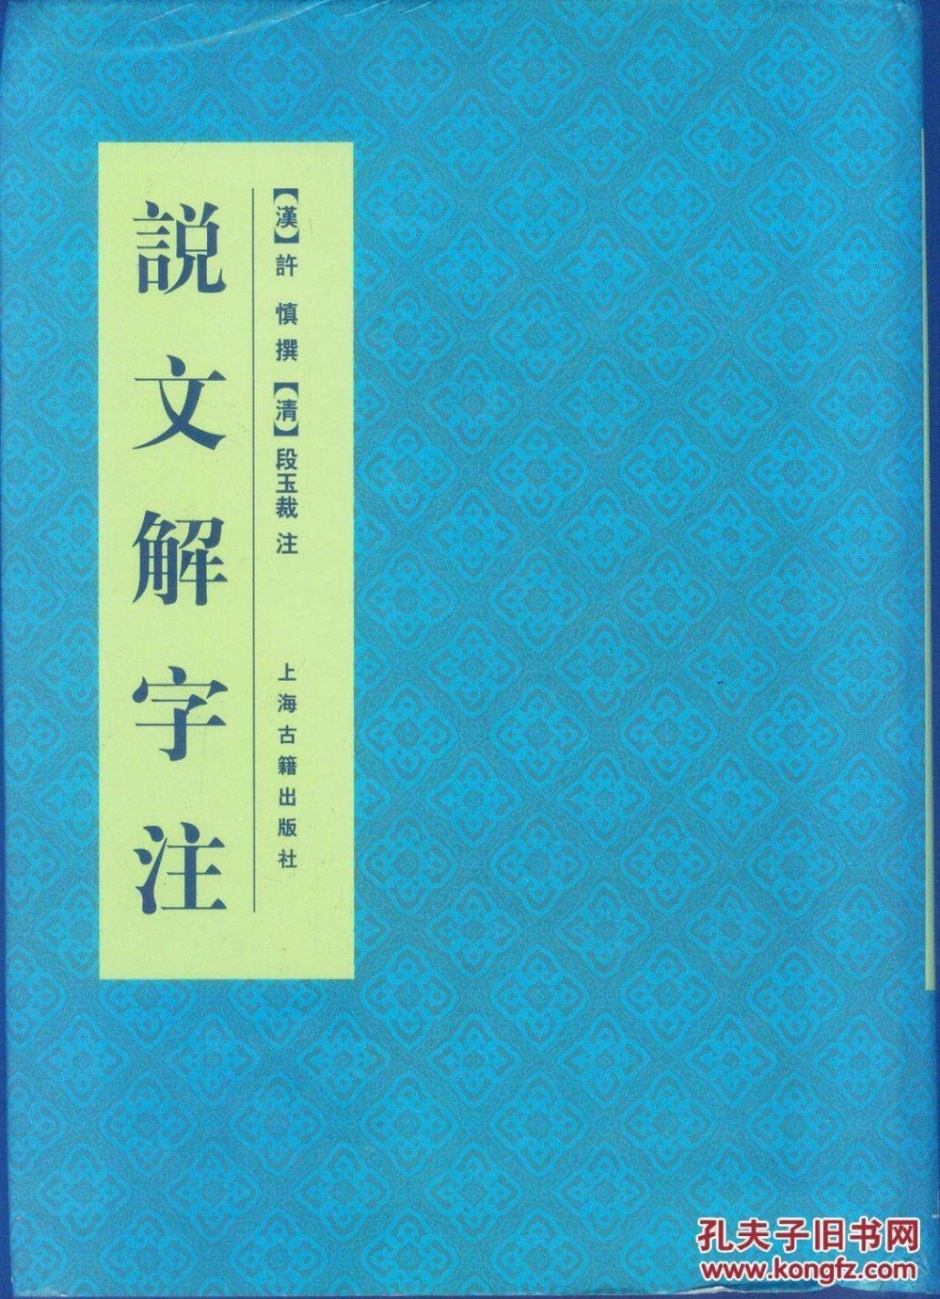 説文解字注
【漢】許 慎 撰 【清】段玉裁 注
上海古籍出版社
孔夫子旧书网
www.kongfz.com